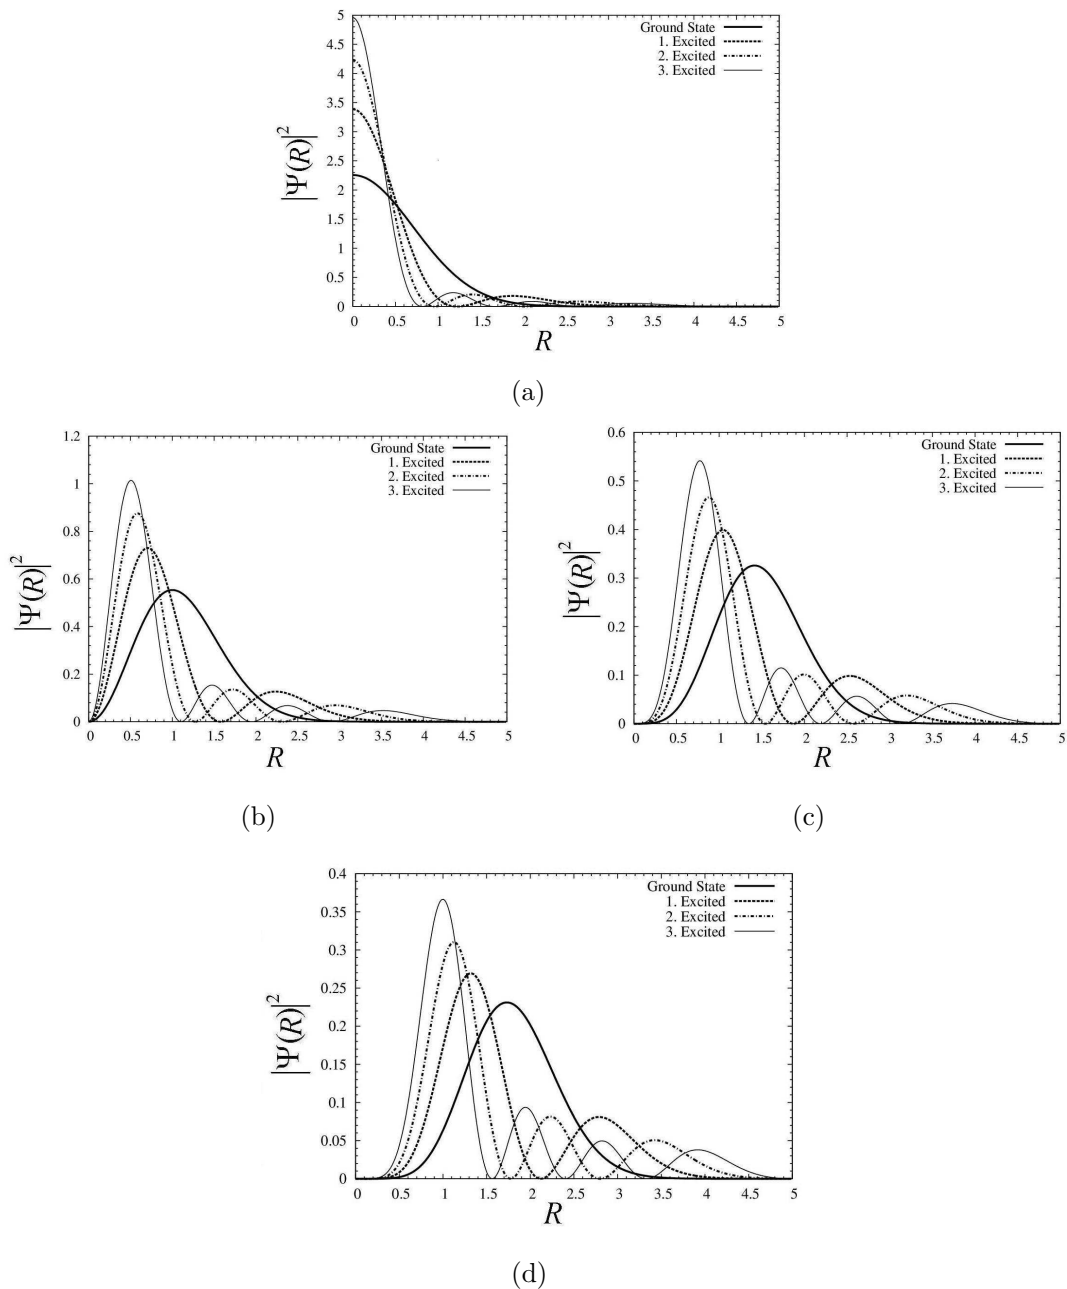 5
4.5
4
3.5
3
2.5
2
1.5
1
0.5
0
Ground State
1. Excited
2. Excited
3. Excited
|Ψ(R)|²
0 0.5 1 1.5 2 2.5 3 3.5 4 4.5 5
R
(a)
1.2
1
0.8
0.6
0.4
0.2
0
Ground State
1. Excited
2. Excited
3. Excited
|Ψ(R)|²
0 0.5 1 1.5 2 2.5 3 3.5 4 4.5 5
R
(b)
0.6
0.5
0.4
0.3
0.2
0.1
0
Ground State
1. Excited
2. Excited
3. Excited
|Ψ(R)|²
0 0.5 1 1.5 2 2.5 3 3.5 4 4.5 5
R
(c)
0.4
0.35
0.3
0.25
0.2
0.15
0.1
0.05
0
Ground State
1. Excited
2. Excited
3. Excited
|Ψ(R)|²
0 0.5 1 1.5 2 2.5 3 3.5 4 4.5 5
R
(d)